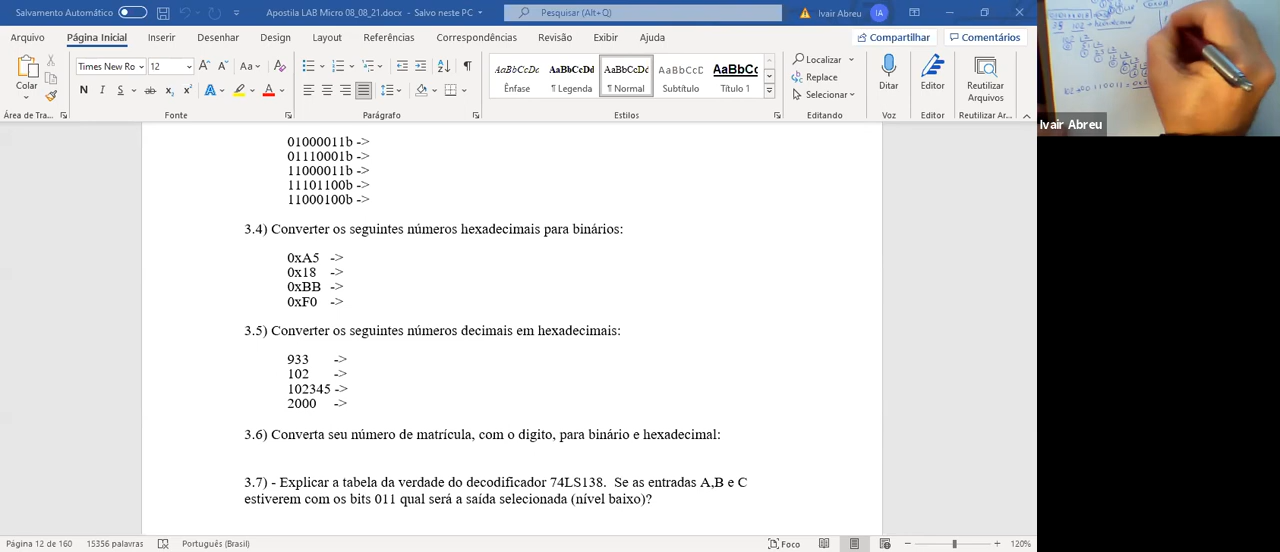 Salvamento Automático
Apostila LAB Micro 08_08_21.docx - Salvo neste PC
Pesquisar (Alt+Q)
Ivair Abreu
IA
Arquivo
Página Inicial
Inserir
Desenhar
Design
Layout
Referências
Correspondências
Revisão
Exibir
Ajuda
Compartilhar
Comentários
Colar
Times New Ro
12
Aa
N I S ab x₂ x²
AaBbCcDc
AaBbCcDd
AaBbCcDc
AaBbCcD
AaBbC
Ênfase
¶ Legenda
¶ Normal
Subtítulo
Título 1
Localizar
Replace
Selecionar
Ditar
Editor
Reutilizar
Arquivos
Área de Tra...
Fonte
Parágrafo
Estilos
Editando
Voz
Editor
Reutilizar Ar...
Ivair Abreu
01000011b ->
01110001b ->
11000011b ->
11101100b ->
11000100b ->
3.4) Converter os seguintes números hexadecimais para binários:
0xA5 ->
0x18 ->
0xBB ->
0xF0 ->
3.5) Converter os seguintes números decimais em hexadecimais:
933 ->
102 ->
102345 ->
2000 ->
3.6) Converta seu número de matrícula, com o digito, para binário e hexadecimal:
3.7) - Explicar a tabela da verdade do decodificador 74LS138. Se as entradas A,B e C
estiverem com os bits 011 qual será a saída selecionada (nível baixo)?
Página 12 de 160
15356 palavras
Português (Brasil)
Foco
120%